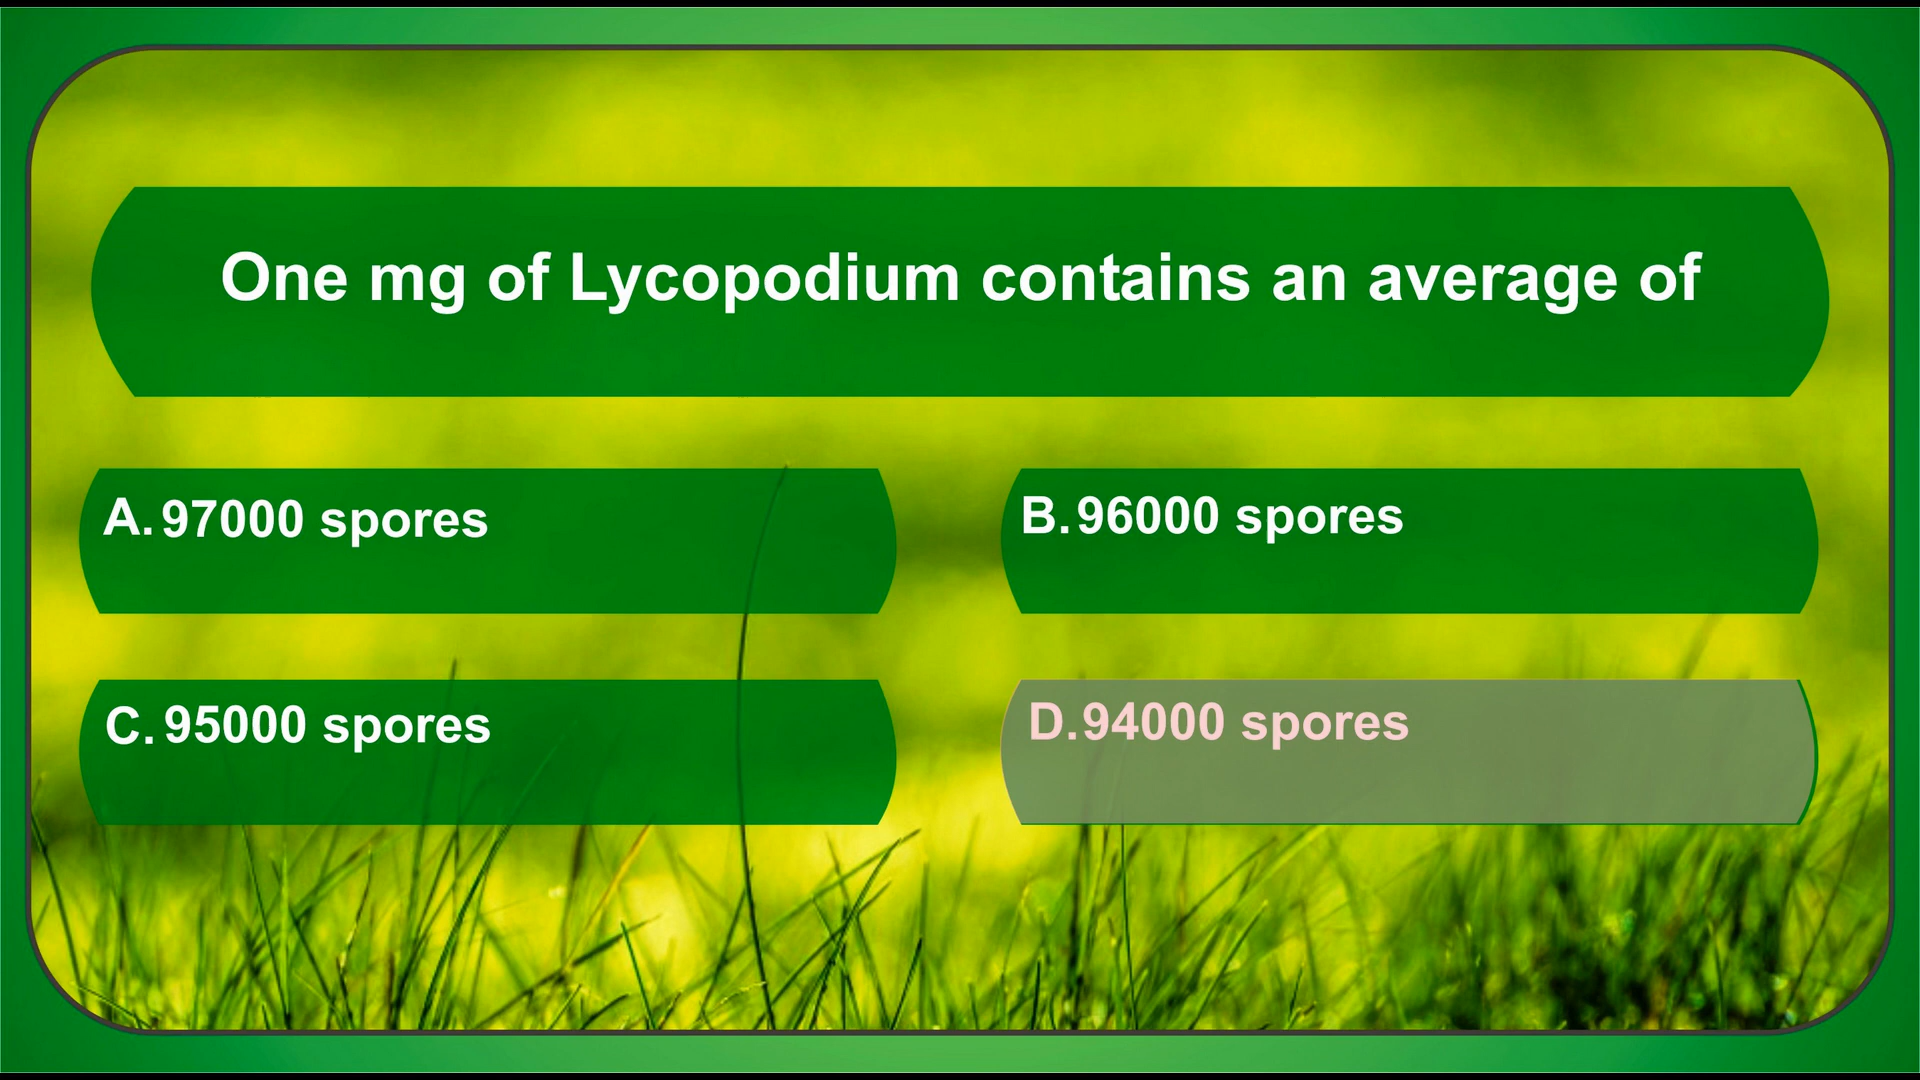 One mg of Lycopodium contains an average of
A. 97000 spores
B. 96000 spores
C. 95000 spores
D. 94000 spores